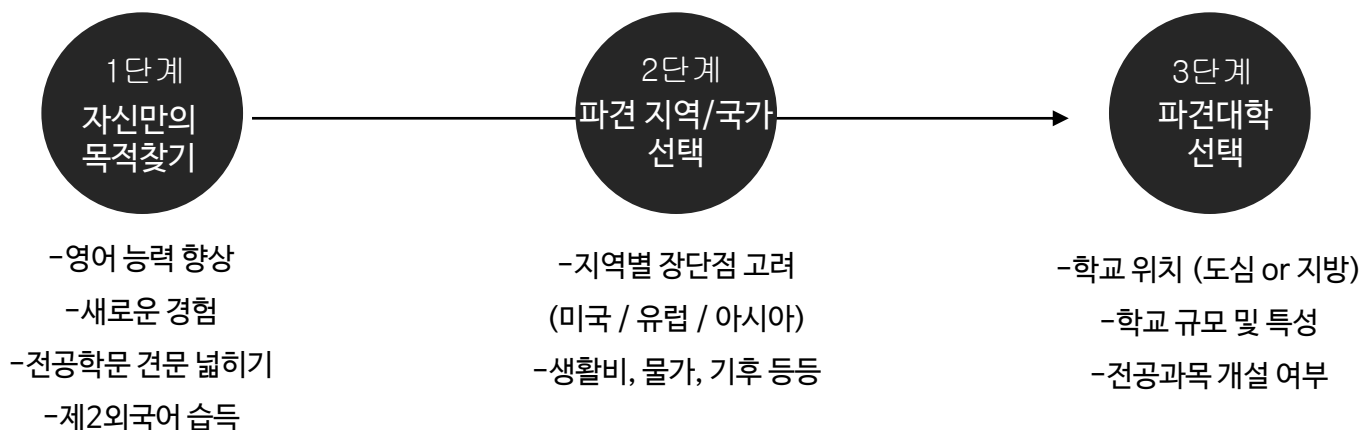 1단계
자신만의
목적찾기
-영어 능력 향상
-새로운 경험
-전공학문 견문 넓히기
-제2외국어 습득
2단계
파견 지역/국가
선택
-지역별 장단점 고려
(미국 / 유럽 / 아시아)
-생활비, 물가, 기후 등등
3단계
파견대학
선택
-학교 위치 (도심 or 지방)
-학교 규모 및 특성
-전공과목 개설 여부